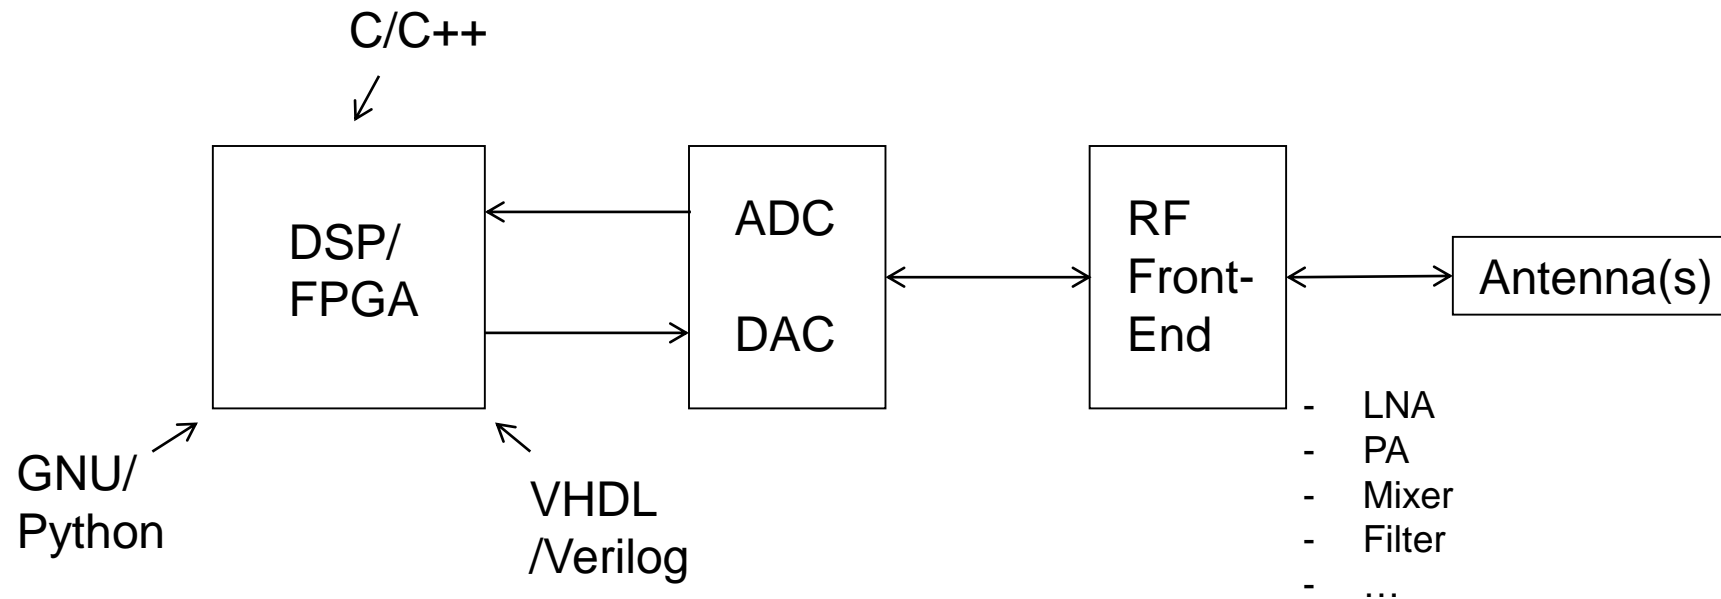 C/C++
DSP/
FPGA
ADC
DAC
RF
Front-
End
Antenna(s)
GNU/
Python
VHDL
/Verilog
- LNA
- PA
- Mixer
- Filter
- …